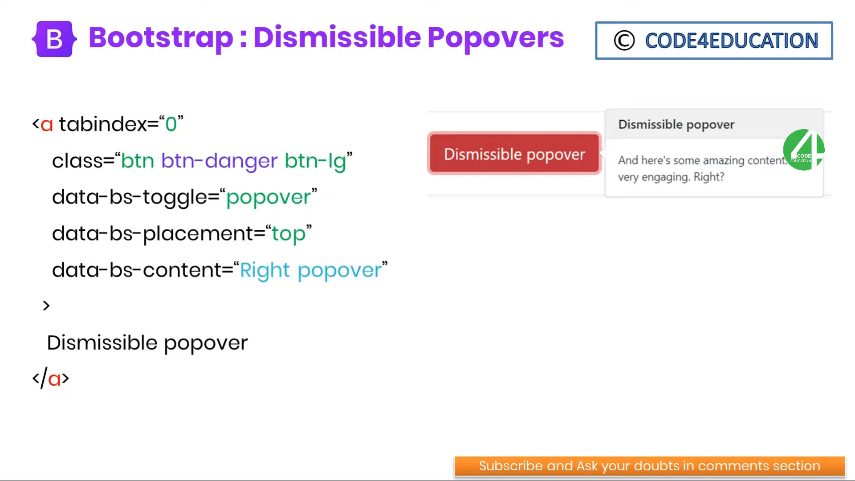 B Bootstrap : Dismissible Popovers
© CODE4EDUCATION
<a tabindex=“0”
class=“btn btn-danger btn-lg”
data-bs-toggle=“popover”
data-bs-placement=“top”
data-bs-content=“Right popover”
>
Dismissible popover
</a>
Dismissible popover
Dismissible popover
And here's some amazing content.
very engaging. Right?
4
CODE
Subscribe and Ask your doubts in comments section